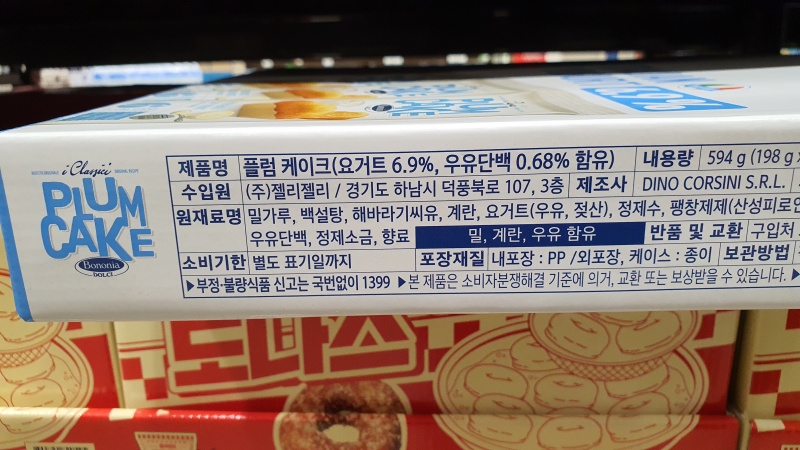 i Classici
PLUM
CAKE
Bononia
DOLCI
제품명 플럼 케이크(요거트 6.9%, 우유단백 0.68% 함유) 내용량 594 g (198 g
수입원 (주)젤리젤리 / 경기도 하남시 덕풍북로 107, 3층 제조사 DINO CORSINI S.R.L.
원재료명 밀가루, 백설탕, 해바라기씨유, 계란, 요거트(우유, 젖산), 정제수, 팽창제제(산성피로인
우유단백, 정제소금, 향료 밀, 계란, 우유 함유 반품 및 교환 구입처
소비기한 별도 표기일까지 포장재질 내포장 : PP /외포장, 케이스 : 종이 보관방법
▶부정·불량식품 신고는 국번없이 1399 ▶본 제품은 소비자분쟁해결 기준에 의거, 교환 또는 보상받을 수 있습니다.
도나스